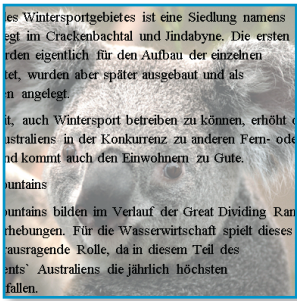 des Wintersportgebietes ist eine Siedlung namens
iegt im Crackenbachtal und Jindabyne. Die ersten
rden eigentlich für den Aufbau der einzelnen
tet, wurden aber später ausgebaut und als
en angelegt.
it, auch Wintersport betreiben zu können, erhöht d
ustraliens in der Konkurrenz zu anderen Fern- ode
nd kommt auch den Einwohnern zu Gute.
ountains
ountains bilden im Verlauf der Great Dividing Ran
rhebungen. Für die Wasserwirtschaft spielt dieses
rausragende Rolle, da in diesem Teil des
ents` Australiens die jährlich höchsten
fallen.